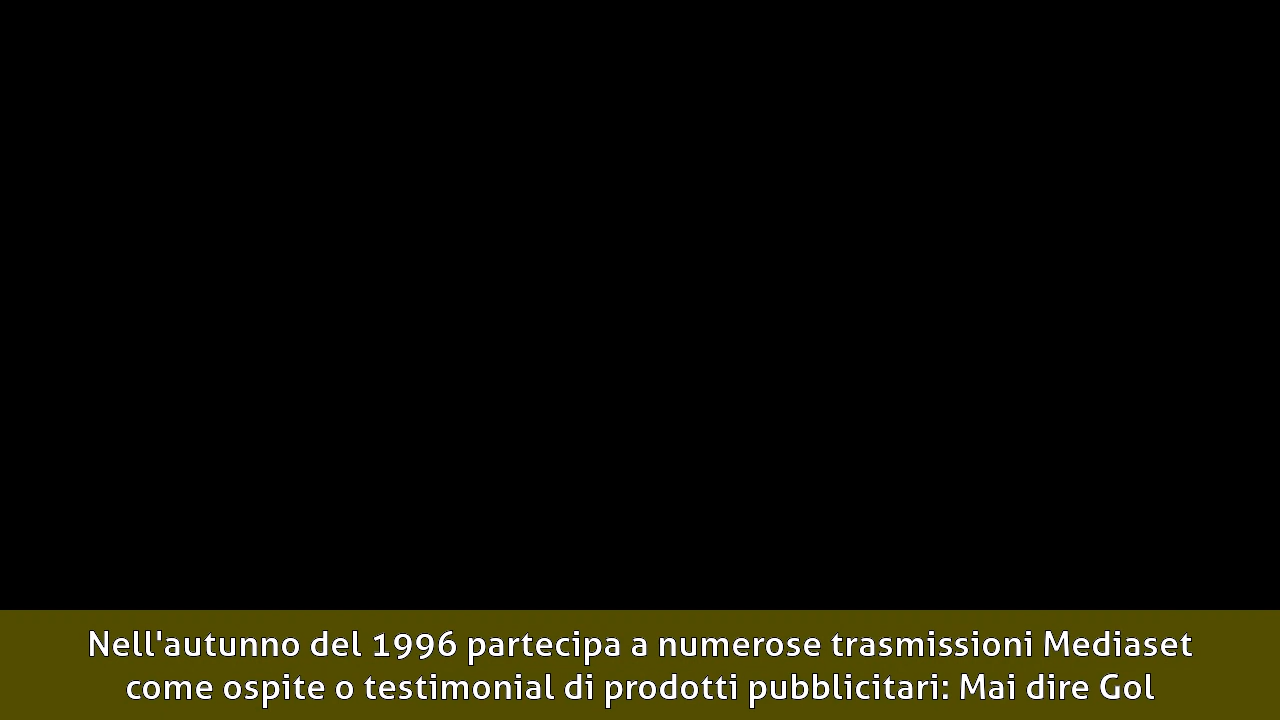 Nell'autunno del 1996 partecipa a numerose trasmissioni Mediaset
come ospite o testimonial di prodotti pubblicitari: Mai dire Gol